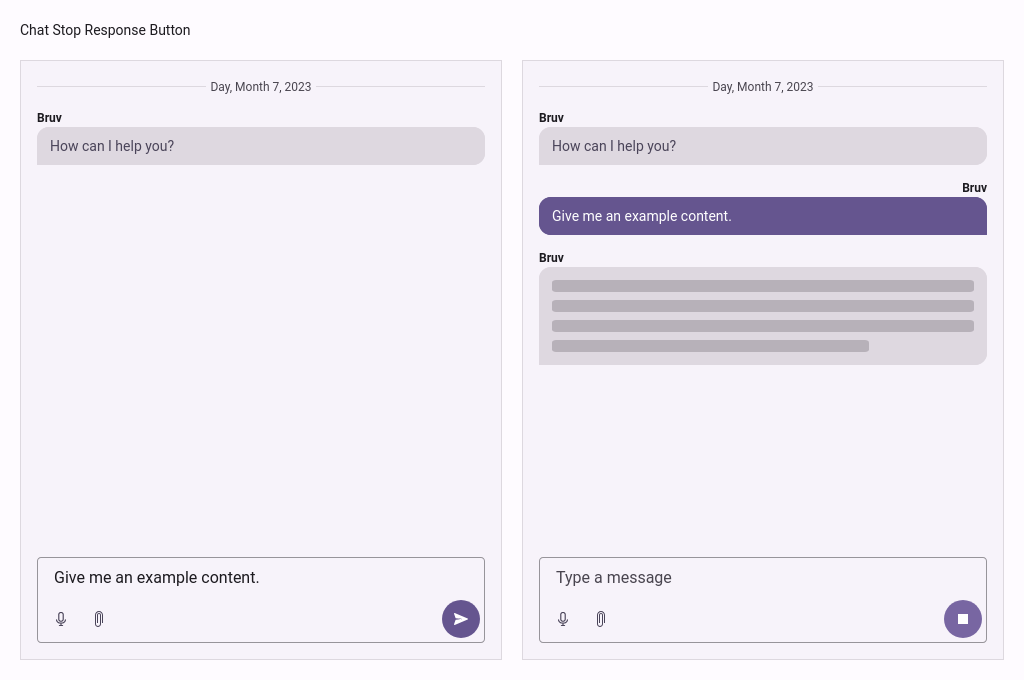 Chat Stop Response Button
Day, Month 7, 2023
Bruv
How can I help you?
Give me an example content.
Day, Month 7, 2023
Bruv
How can I help you?
Bruv
Give me an example content.
Bruv
Type a message